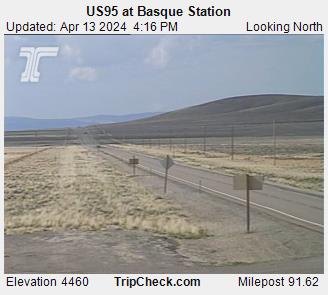 US95 at Basque Station
Updated: Apr 13 2024 4:16 PM Looking North
Elevation 4460 TripCheck.com Milepost 91.62